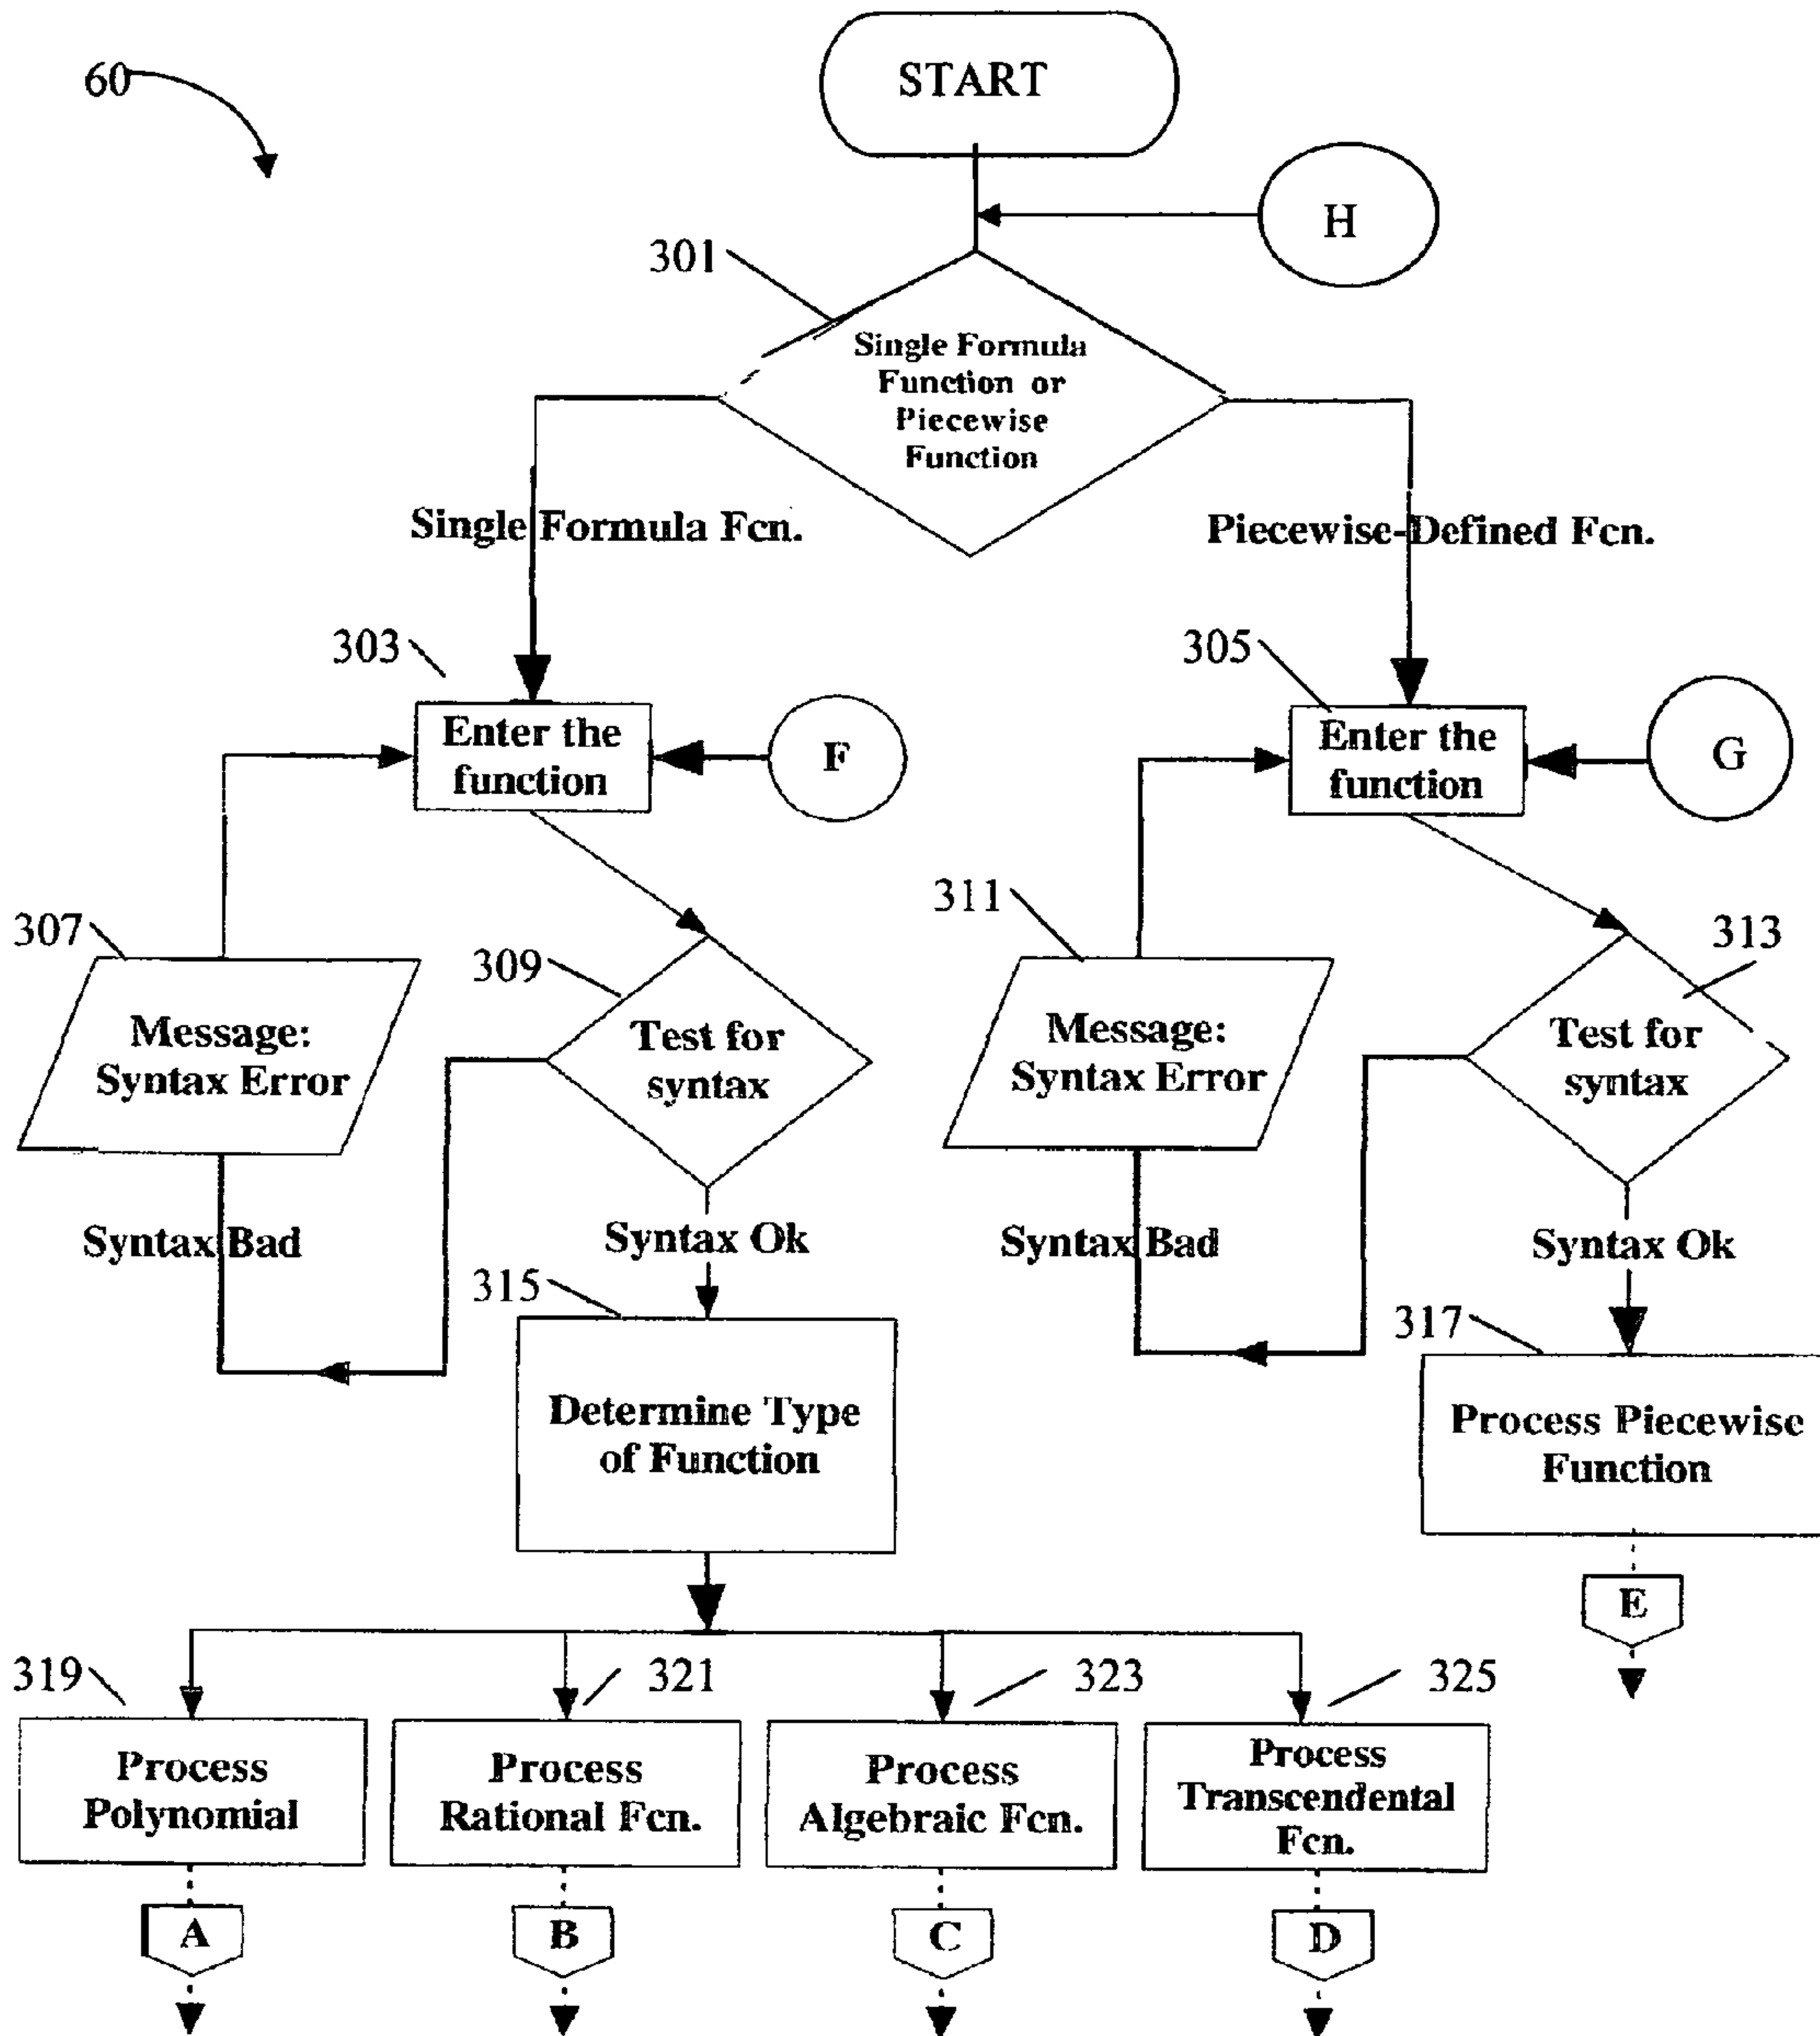 60
START
H
301
Single Formula
Function or
Piecewise
Function
Single Formula Fcn.
Piecewise-Defined Fcn.
303
305
Enter the
function
F
Enter the
function
G
307
309
311
313
Message:
Syntax Error
Test for
syntax
Message:
Syntax Error
Test for
syntax
Syntax Bad
Syntax Ok
Syntax Bad
Syntax Ok
315
317
Determine Type
of Function
Process Piecewise
Function
E
319
321
323
325
Process
Polynomial
Process
Rational Fcn.
Process
Algebraic Fcn.
Process
Transcendental
Fcn.
A
B
C
D